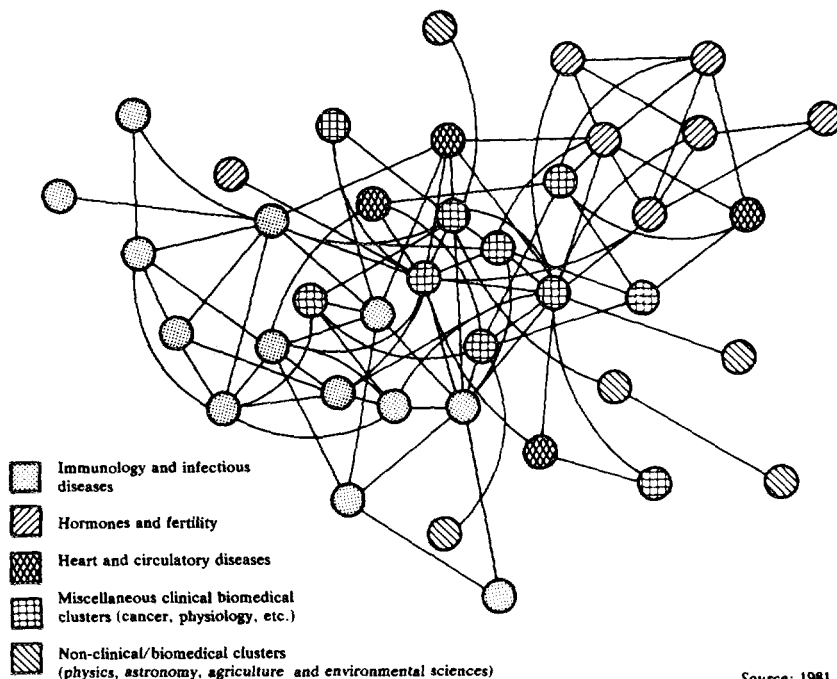 Immunology and infectious
diseases
Hormones and fertility
Heart and circulatory diseases
Miscellaneous clinical biomedical
clusters (cancer, physiology, etc.)
Non-clinical/biomedical clusters
(physics, astronomy, agriculture and environmental sciences)
Source: 1981